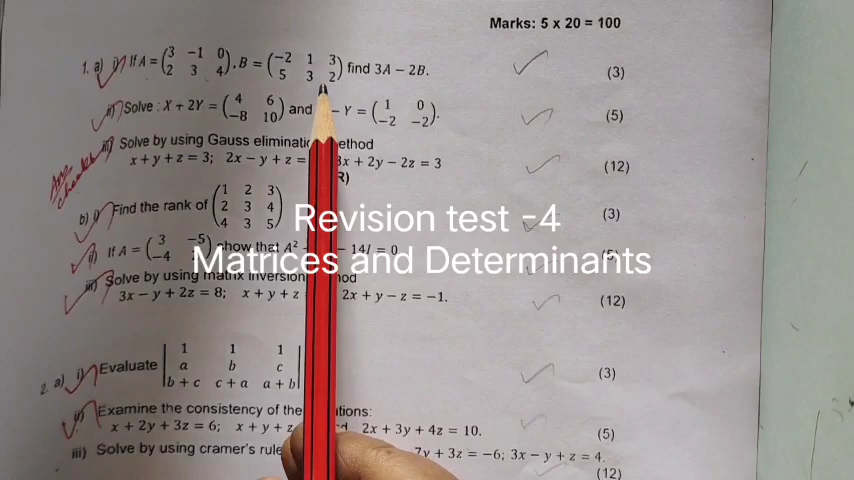 Marks: 5 x 20 = 100
1. a) i) If A = (3 −1 0
2 3 4), B = (−2 1 3
5 3 2) find 3A − 2B. (3)
ii) Solve : X + 2Y = (4 6
−8 10) and − Y = (1 0
−2 −2). (5)
iii) Solve by using Gauss elimination
x + y + z = 3; 2x − y + z = 3x + 2y − 2z = 3 (12)
Ans checked
b) i) Find the rank of (1 2 3
2 3 4
4 3 5) (3)
Revision test -4
ii) If A = (3 −5
−4) show that A² − 14I = 0 (5)
Matrices and Determinants
iii) Solve by using matrix inversion
3x − y + 2z = 8; x + y + z 2x + y − z = −1. (12)
2 a) i) Evaluate |1 1 1
a b c
b + c c + a a + b| (3)
ii) Examine the consistency of the
x + 2y + 3z = 6; x + y + z 2x + 3y + 4z = 10. (5)
iii) Solve by using cramer's rule 7y + 3z = −6; 3x − y + z = 4. (12)